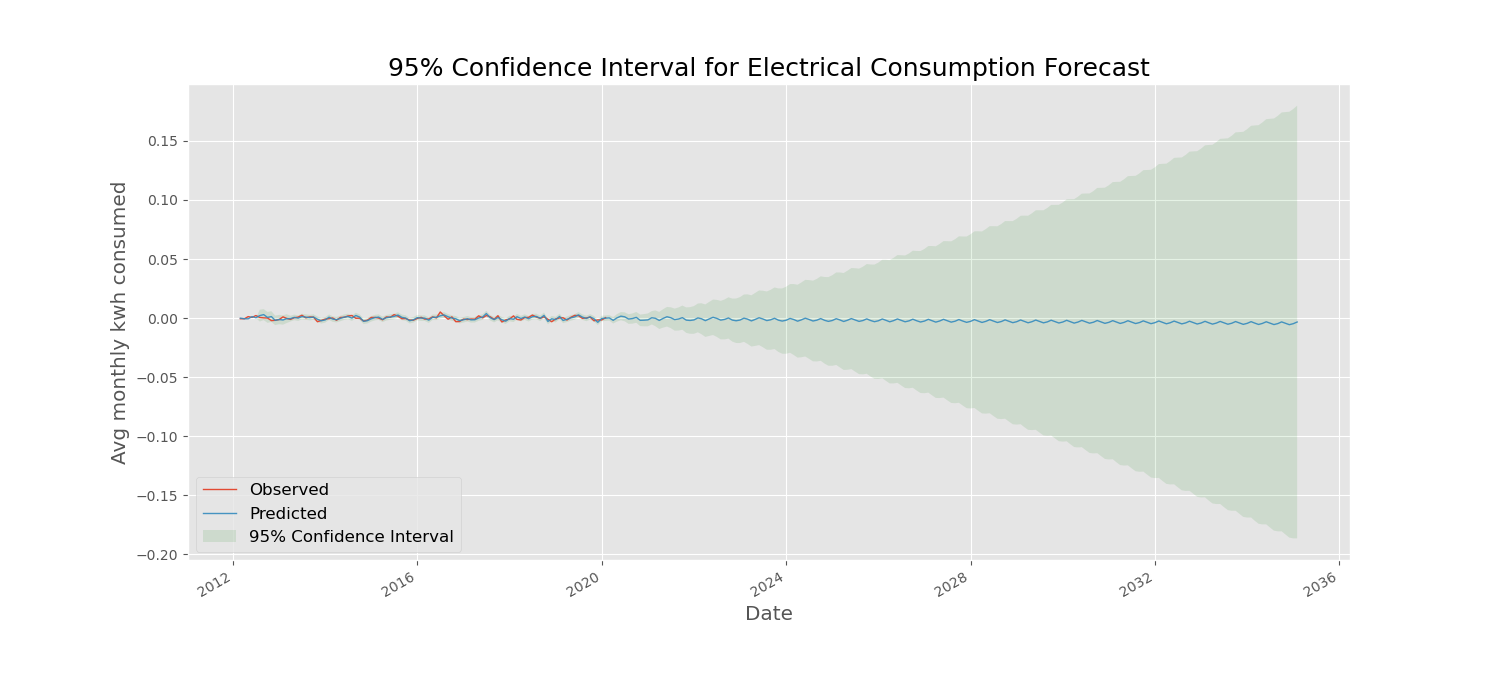 95% Confidence Interval for Electrical Consumption Forecast
Avg monthly kwh consumed
0.15
0.10
0.05
0.00
−0.05
−0.10
−0.15
−0.20
Observed
Predicted
95% Confidence Interval
2012
2016
2020
2024
2028
2032
2036
Date